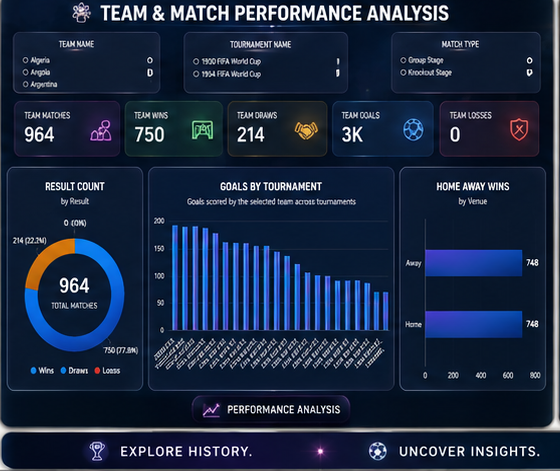 TEAM & MATCH PERFORMANCE ANALYSIS
TEAM NAME
Algeria
Angola
Argentina
TOURNAMENT NAME
1930 FIFA World Cup
1954 FIFA World Cup
MATCH TYPE
Group Stage
Knockout Stage
TEAM MATCHES
964
TEAM WINS
750
TEAM DRAWS
214
TEAM GOALS
3K
TEAM LOSSES
0
RESULT COUNT
by Result
0 (0%)
214 (22.2%)
964
TOTAL MATCHES
750 (77.8%)
Wins Draws Losss
GOALS BY TOURNAMENT
Goals scored by the selected team across tournaments
200
150
100
50
0
HOME AWAY WINS
by Venue
Away 748
Home 748
0 200 400 600 800
PERFORMANCE ANALYSIS
EXPLORE HISTORY. UNCOVER INSIGHTS.